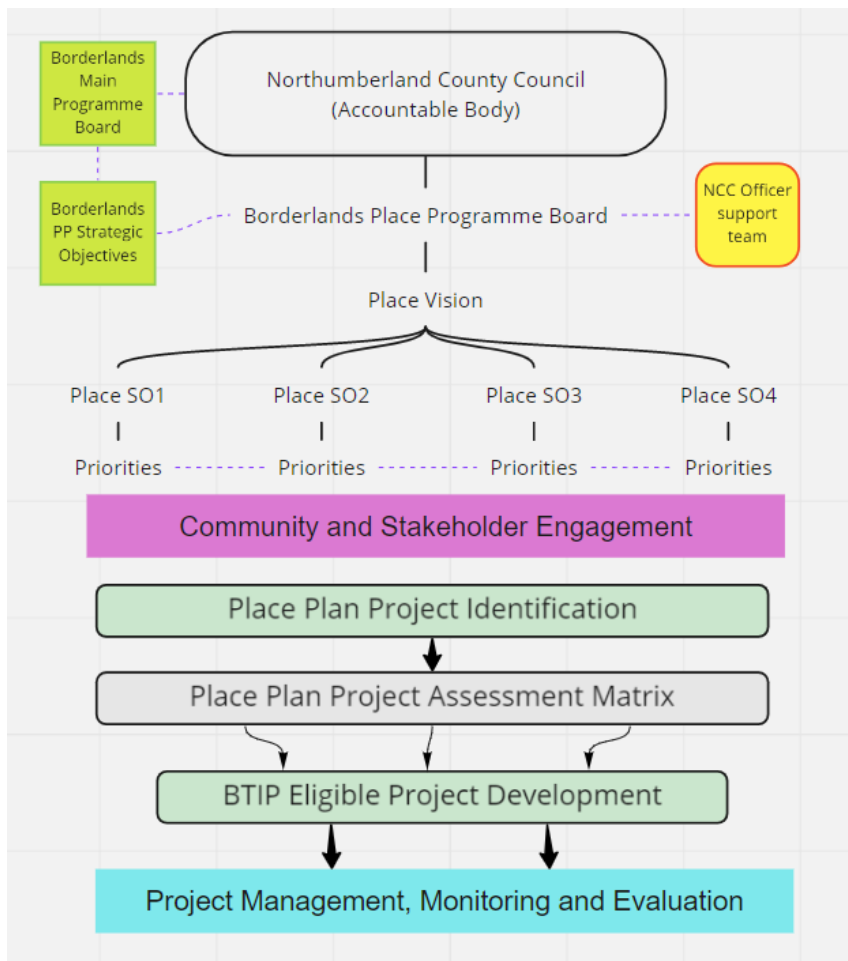 Borderlands
Main
Programme
Board
Northumberland County Council
(Accountable Body)
Borderlands
PP Strategic
Objectives
Borderlands Place Programme Board
NCC Officer
support
team
Place Vision
Place SO1
Place SO2
Place SO3
Place SO4
Priorities
Priorities
Priorities
Priorities
Community and Stakeholder Engagement
Place Plan Project Identification
Place Plan Project Assessment Matrix
BTIP Eligible Project Development
Project Management, Monitoring and Evaluation